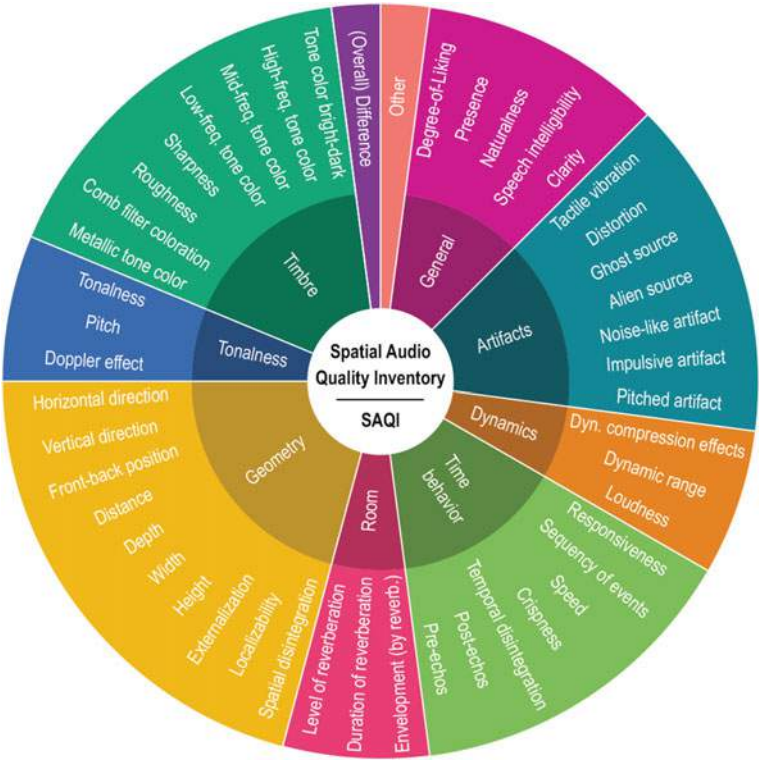 Spatial Audio
Quality Inventory
SAQI
(Overall) Difference
Other
General
Degree-of-Liking
Presence
Naturalness
Speech intelligibility
Clarity
Artifacts
Tactile vibration
Distortion
Ghost source
Alien source
Noise-like artifact
Impulsive artifact
Pitched artifact
Dynamics
Dyn. compression effects
Dynamic range
Loudness
Time
behavior
Responsiveness
Sequency of events
Speed
Crispness
Temporal disintegration
Post-echos
Pre-echos
Room
Envelopment (by reverb.)
Duration of reverberation
Level of reverberation
Geometry
Spatial disintegration
Localizability
Externalization
Height
Width
Depth
Distance
Front-back position
Vertical direction
Horizontal direction
Tonalness
Doppler effect
Pitch
Tonalness
Timbre
Metallic tone color
Comb filter coloration
Roughness
Sharpness
Low-freq. tone color
Mid-freq. tone color
High-freq. tone color
Tone color bright-dark